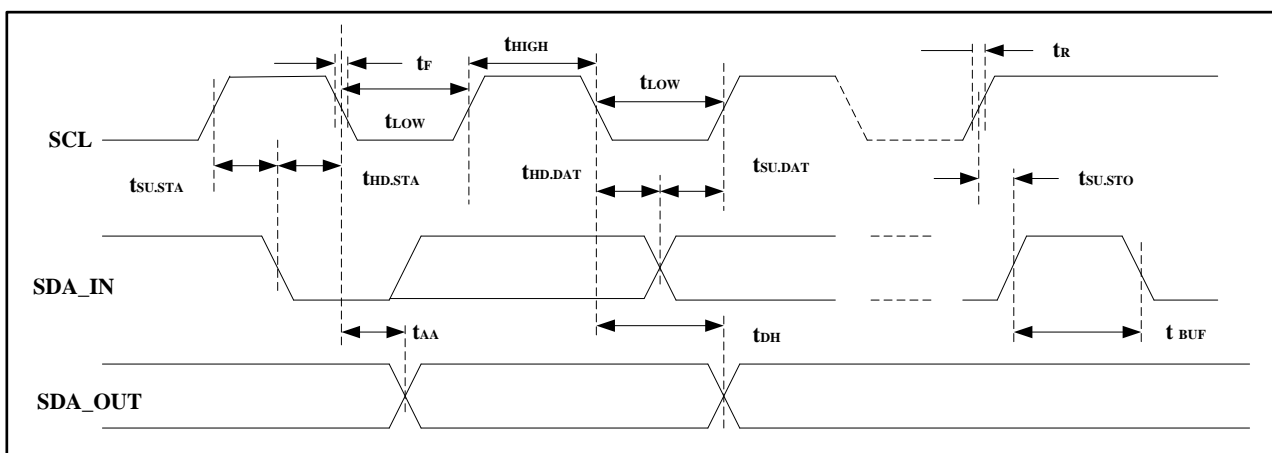 tHIGH
tF
tR
tLOW
tLOW
SCL
tSU.STA
tHD.STA
tHD.DAT
tSU.DAT
tSU.STO
SDA_IN
tAA
tDH
t BUF
SDA_OUT